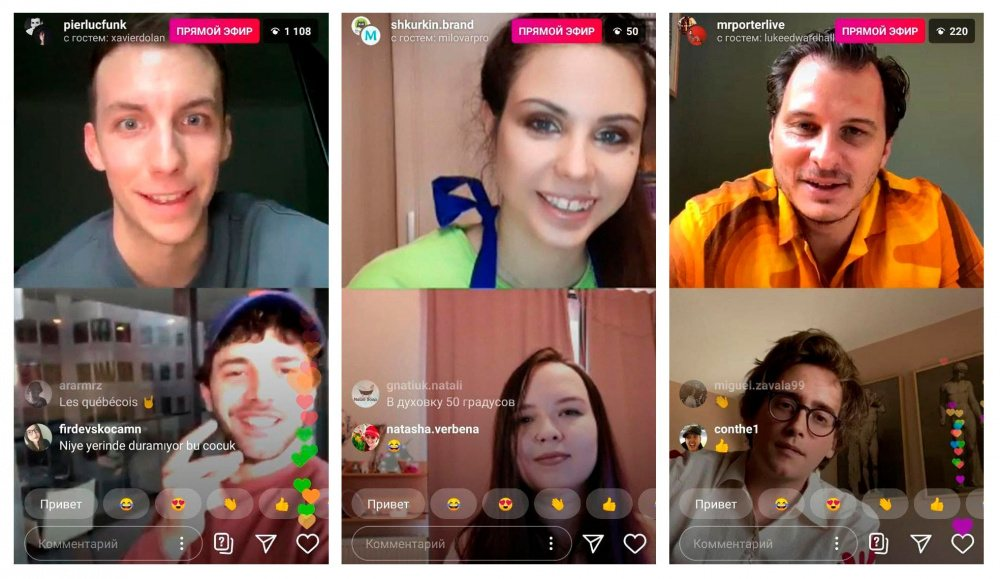 pierlucfunk
с гостем: xavierdolan
ПРЯМОЙ ЭФИР
1 108
ararmrz
Les québécois 🤘
firdevskocamn
Niye yerinde duramıyor bu cocuk
Привет
Комментарий
shkurkin.brand
с гостем: milovarpro
ПРЯМОЙ ЭФИР
50
gnatiuk.natali
В духовку 50 градусов
natasha.verbena
😂
Привет
Комментарий
mrporterlive
с гостем: lukeedwardhall
ПРЯМОЙ ЭФИР
220
miguel.zavala99
👏
conthe1
👍
Привет
Комментарий